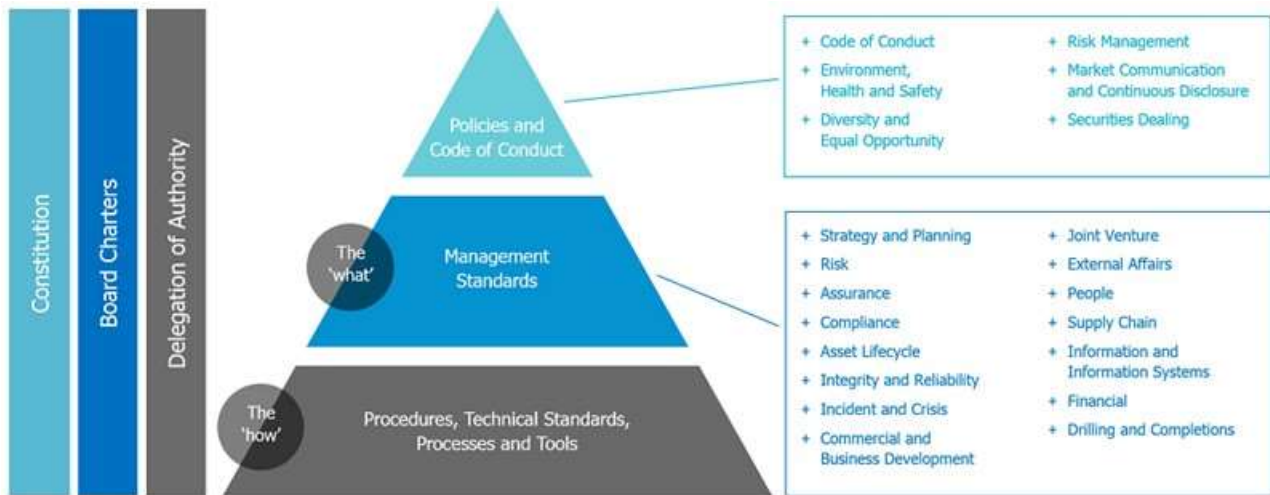 Constitution
Board Charters
Delegation of Authority
Policies and
Code of Conduct
The
'what'
Management
Standards
The
'how'
Procedures, Technical Standards,
Processes and Tools
+ Code of Conduct
+ Environment,
Health and Safety
+ Diversity and
Equal Opportunity
+ Risk Management
+ Market Communication
and Continuous Disclosure
+ Securities Dealing
+ Strategy and Planning
+ Risk
+ Assurance
+ Compliance
+ Asset Lifecycle
+ Integrity and Reliability
+ Incident and Crisis
+ Commercial and
Business Development
+ Joint Venture
+ External Affairs
+ People
+ Supply Chain
+ Information and
Information Systems
+ Financial
+ Drilling and Completions